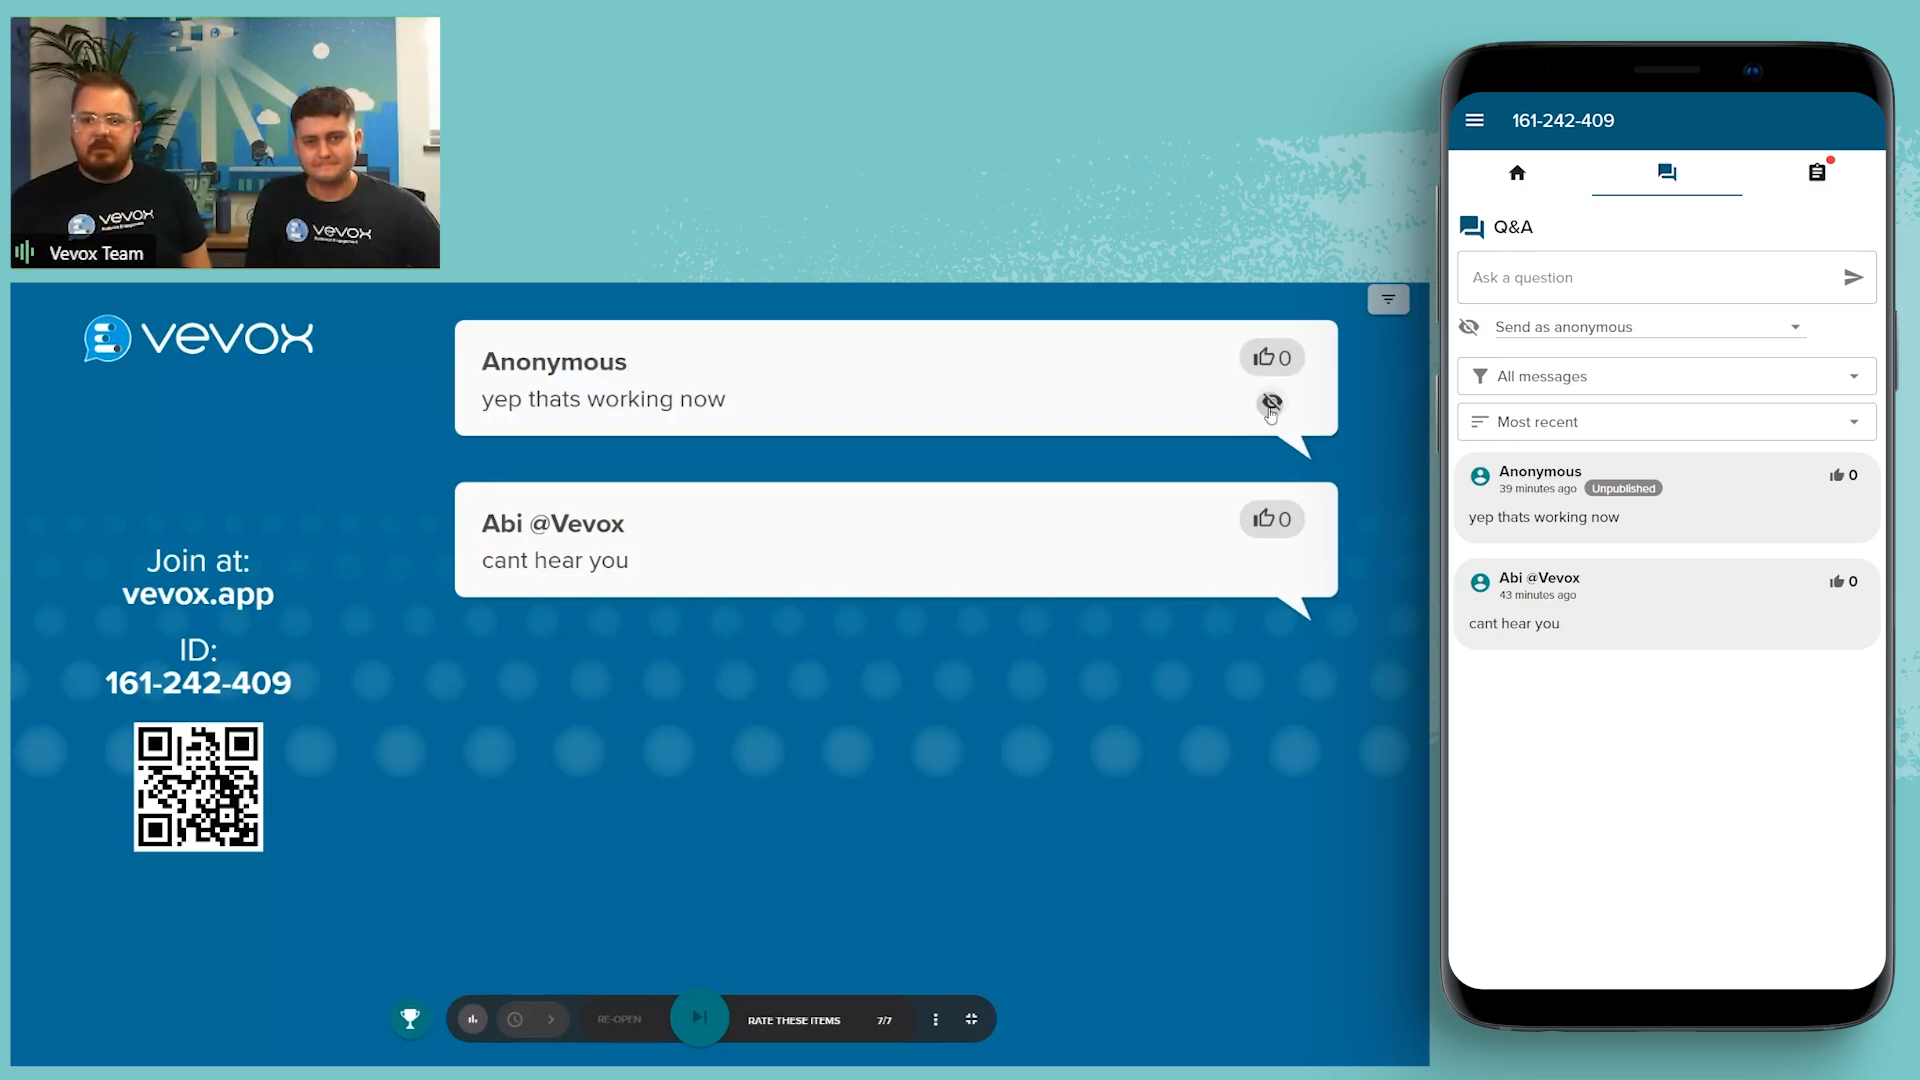 vevox
vevox
Vevox Team
vevox
Join at:
vevox.app
ID:
161-242-409
Anonymous
0
yep thats working now
Abi @Vevox
0
cant hear you
RE-OPEN
RATE THESE ITEMS
7/7
161-242-409
Q&A
Ask a question
Send as anonymous
All messages
Most recent
Anonymous
0
39 minutes ago Unpublished
yep thats working now
Abi @Vevox
0
43 minutes ago
cant hear you